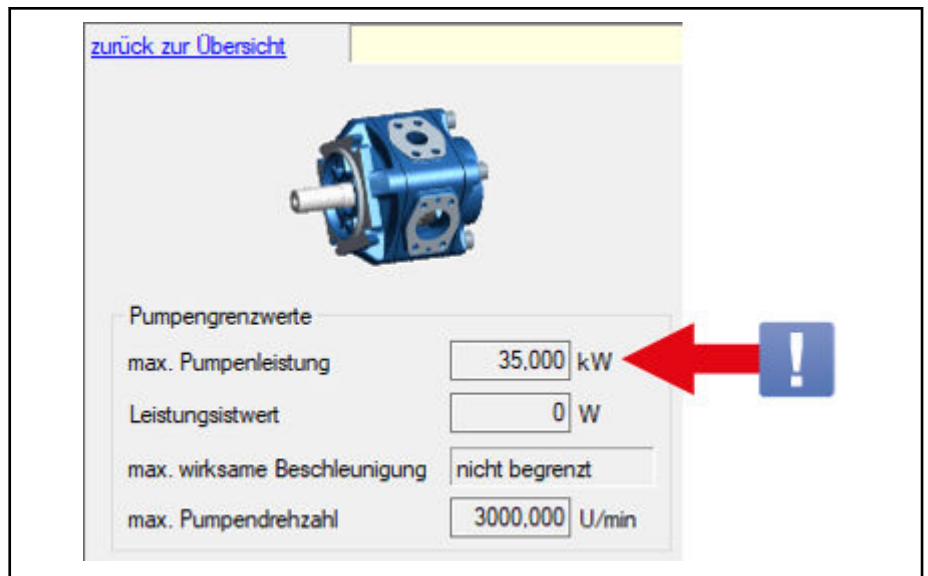 zurück zur Übersicht
Pumpengrenzwerte
max. Pumpenleistung 35,000 kW
Leistungsistwert 0 W
max. wirksame Beschleunigung nicht begrenzt
max. Pumpendrehzahl 3000,000 U/min
!